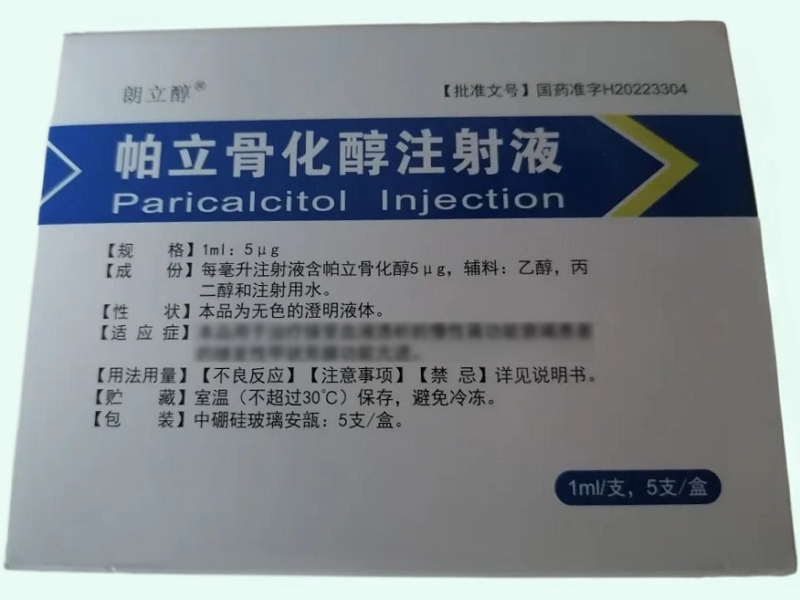 朗立醇®
【批准文号】国药准字H20223304
帕立骨化醇注射液
Paricalcitol Injection
【规 格】1ml：5μg
【成 份】每毫升注射液含帕立骨化醇5μg，辅料：乙醇，丙
二醇和注射用水。
【性 状】本品为无色的澄明液体。
【适 应 症】
【用法用量】【不良反应】【注意事项】【禁 忌】详见说明书。
【贮 藏】室温（不超过30℃）保存，避免冷冻。
【包 装】中硼硅玻璃安瓿：5支/盒。
1ml/支，5支/盒